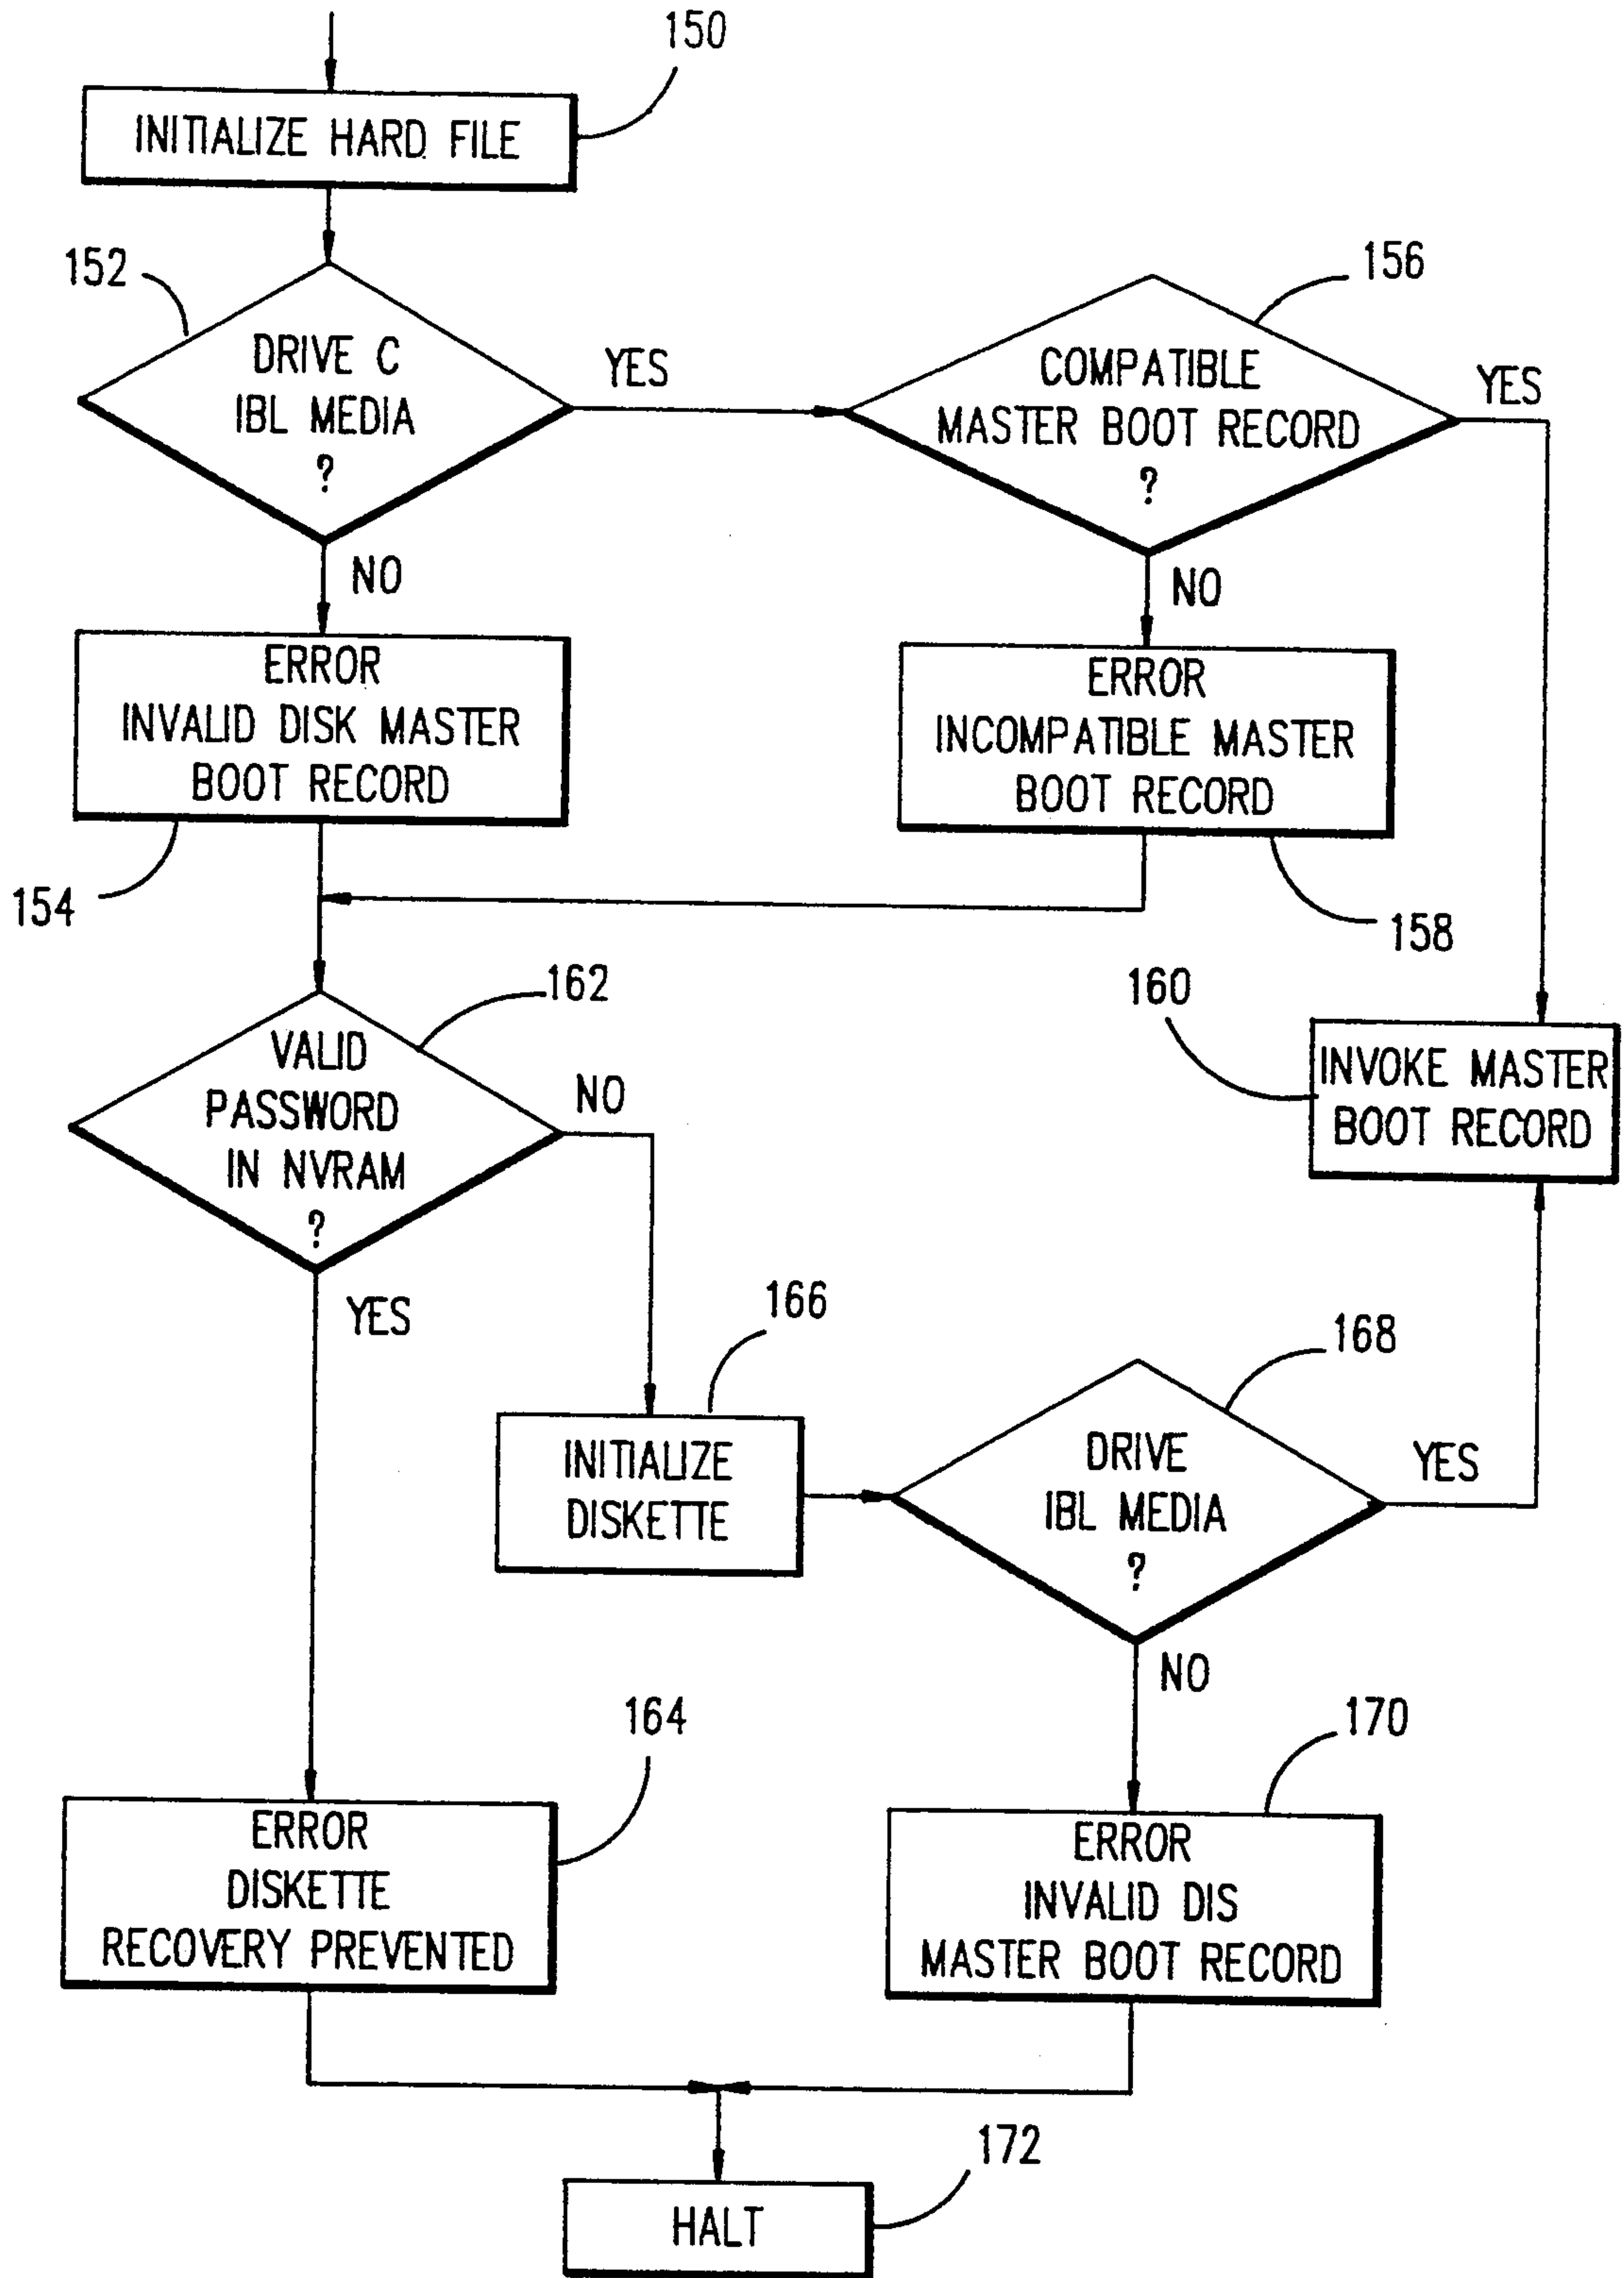 150
INITIALIZE HARD FILE
152
DRIVE C
IBL MEDIA
?
YES
156
COMPATIBLE
MASTER BOOT RECORD
?
YES
NO
NO
ERROR
INVALID DISK MASTER
BOOT RECORD
154
ERROR
INCOMPATIBLE MASTER
BOOT RECORD
158
162
VALID
PASSWORD
IN NVRAM
?
NO
YES
160
INVOKE MASTER
BOOT RECORD
166
INITIALIZE
DISKETTE
168
DRIVE
IBL MEDIA
?
YES
NO
164
ERROR
DISKETTE
RECOVERY PREVENTED
170
ERROR
INVALID DIS
MASTER BOOT RECORD
172
HALT